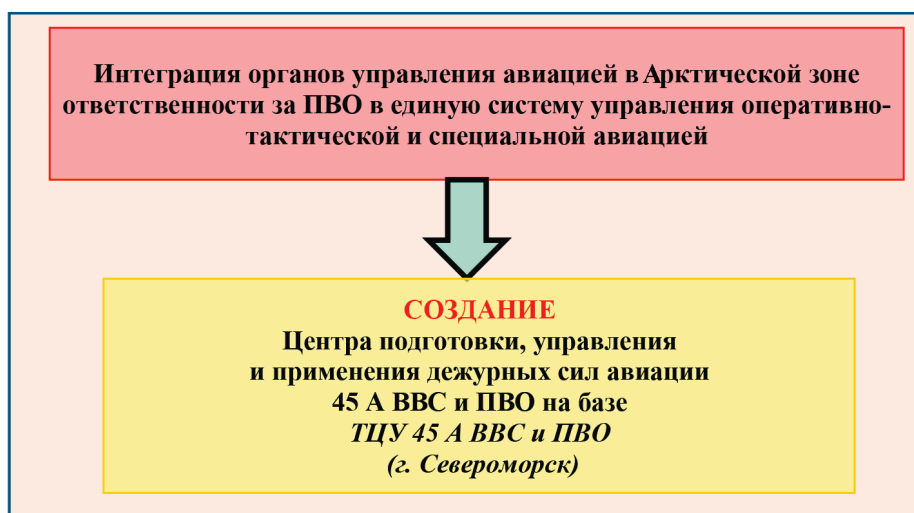 Интеграция органов управления авиацией в Арктической зоне
ответственности за ПВО в единую систему управления оперативно-
тактической и специальной авиацией
СОЗДАНИЕ
Центра подготовки, управления
и применения дежурных сил авиации
45 А ВВС и ПВО на базе
ТЦУ 45 А ВВС и ПВО
(г. Североморск)